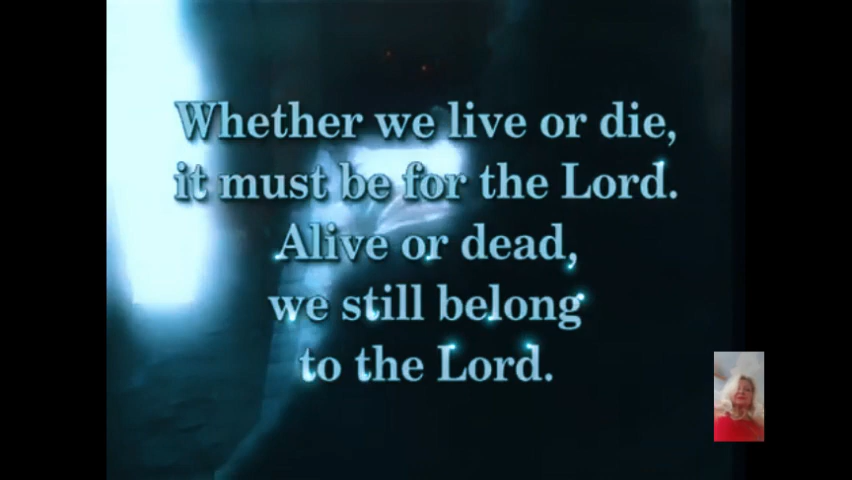 Whether we live or die,
it must be for the Lord.
Alive or dead,
we still belong
to the Lord.